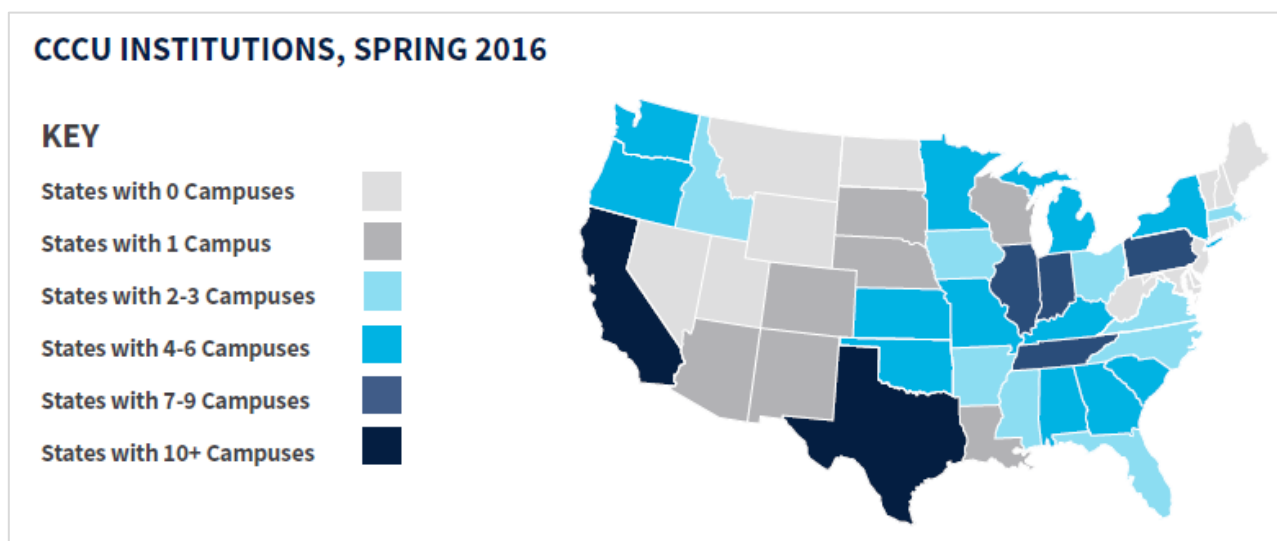 CCCU INSTITUTIONS, SPRING 2016
KEY
States with 0 Campuses
States with 1 Campus
States with 2-3 Campuses
States with 4-6 Campuses
States with 7-9 Campuses
States with 10+ Campuses